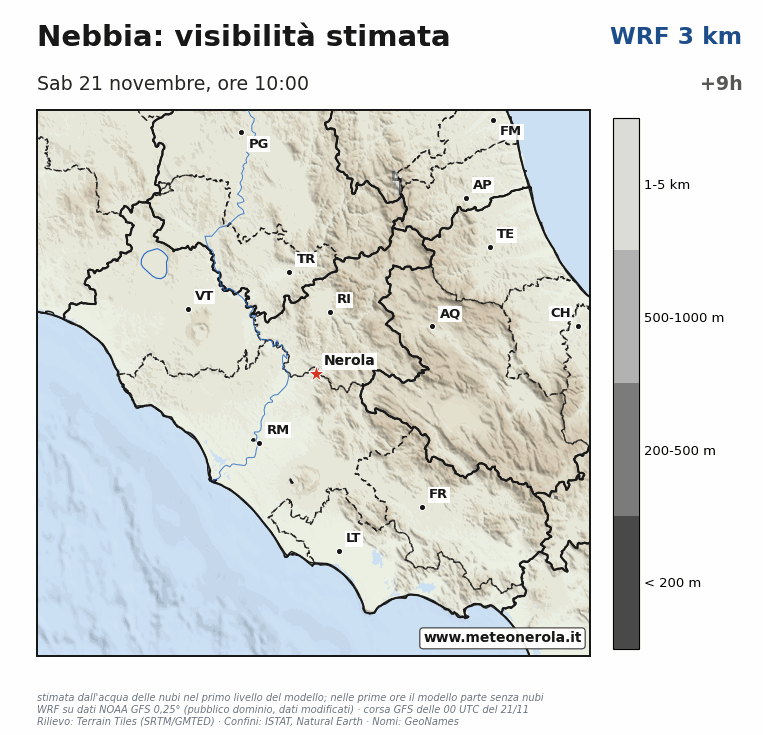 Nebbia: visibilità stimata
WRF 3 km
Sab 21 novembre, ore 10:00
+9h
FM
PG
AP
TE
TR
VT
RI
AQ
CH
Nerola
RM
FR
LT
www.meteonerola.it
1-5 km
500-1000 m
200-500 m
< 200 m
stimata dall'acqua delle nubi nel primo livello del modello; nelle prime ore il modello parte senza nubi
WRF su dati NOAA GFS 0,25° (pubblico dominio, dati modificati) · corsa GFS delle 00 UTC del 21/11
Rilievo: Terrain Tiles (SRTM/GMTED) · Confini: ISTAT, Natural Earth · Nomi: GeoNames